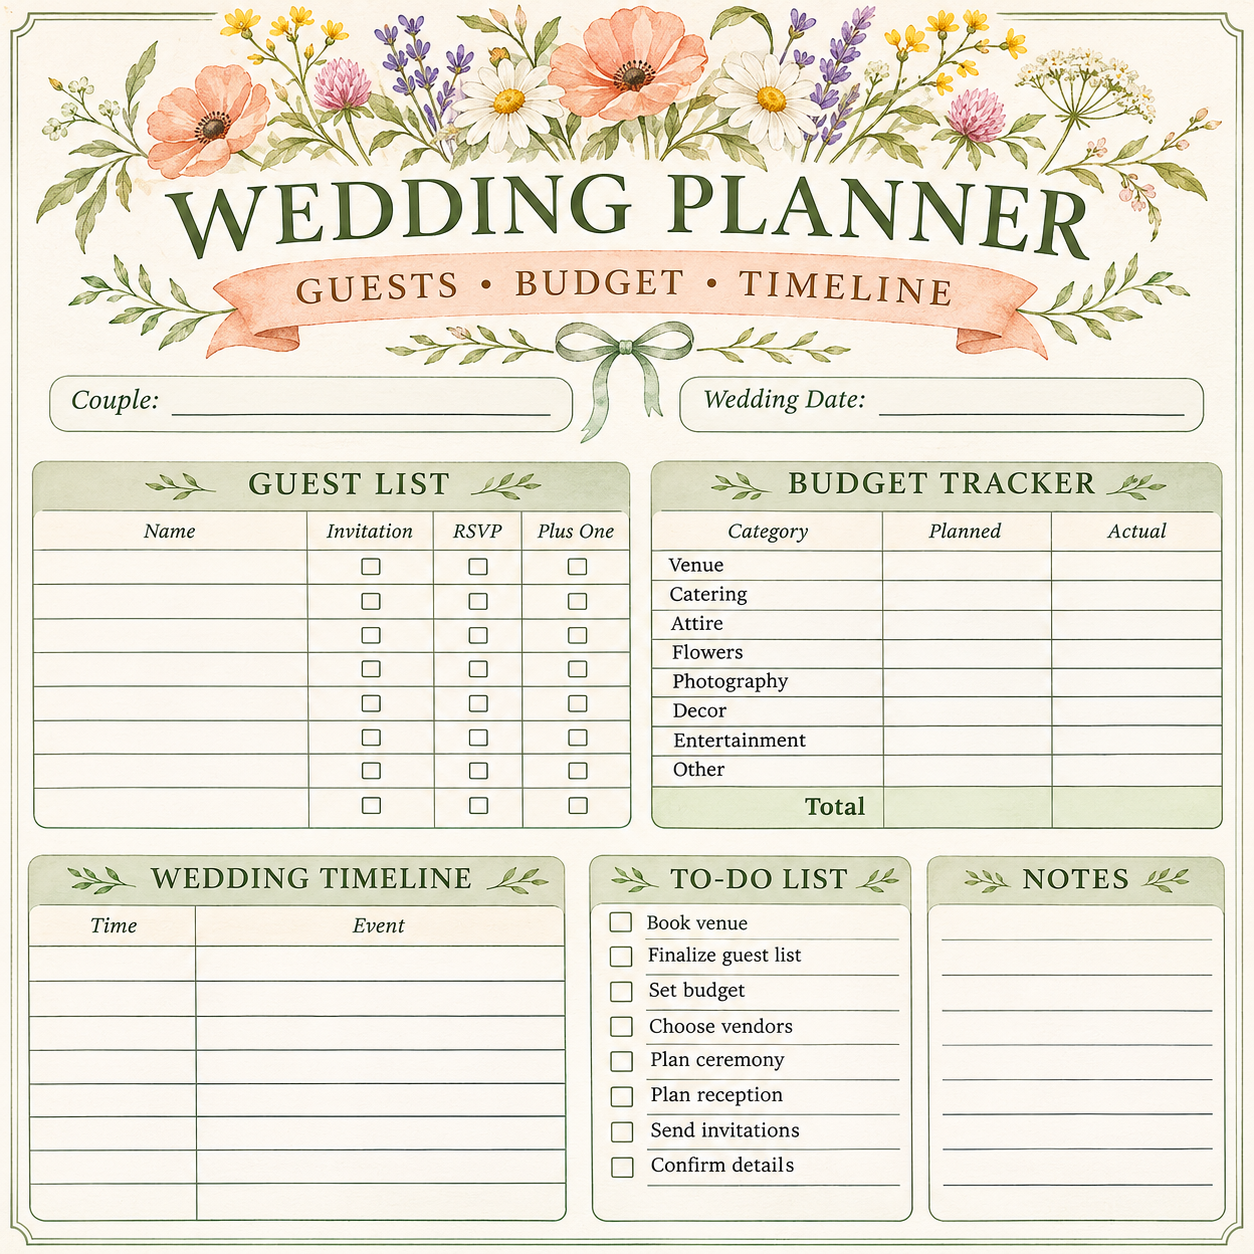 WEDDING PLANNER
GUESTS • BUDGET • TIMELINE
Couple:
Wedding Date:
GUEST LIST
Name Invitation RSVP Plus One
BUDGET TRACKER
Category Planned Actual
Venue
Catering
Attire
Flowers
Photography
Decor
Entertainment
Other
Total
WEDDING TIMELINE
Time Event
TO-DO LIST
Book venue
Finalize guest list
Set budget
Choose vendors
Plan ceremony
Plan reception
Send invitations
Confirm details
NOTES